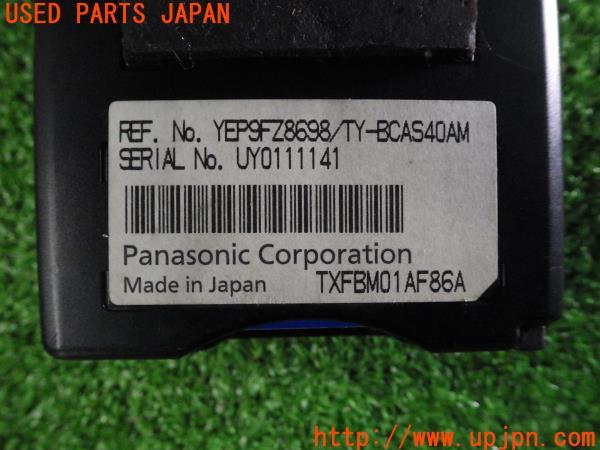 USED PARTS JAPAN
REF. No. YEP9FZ8698/TY-BCAS40AM
SERIAL No. UY0111141
Panasonic Corporation
Made in Japan TXFBM01AF86A
http://www.upjpn.com/